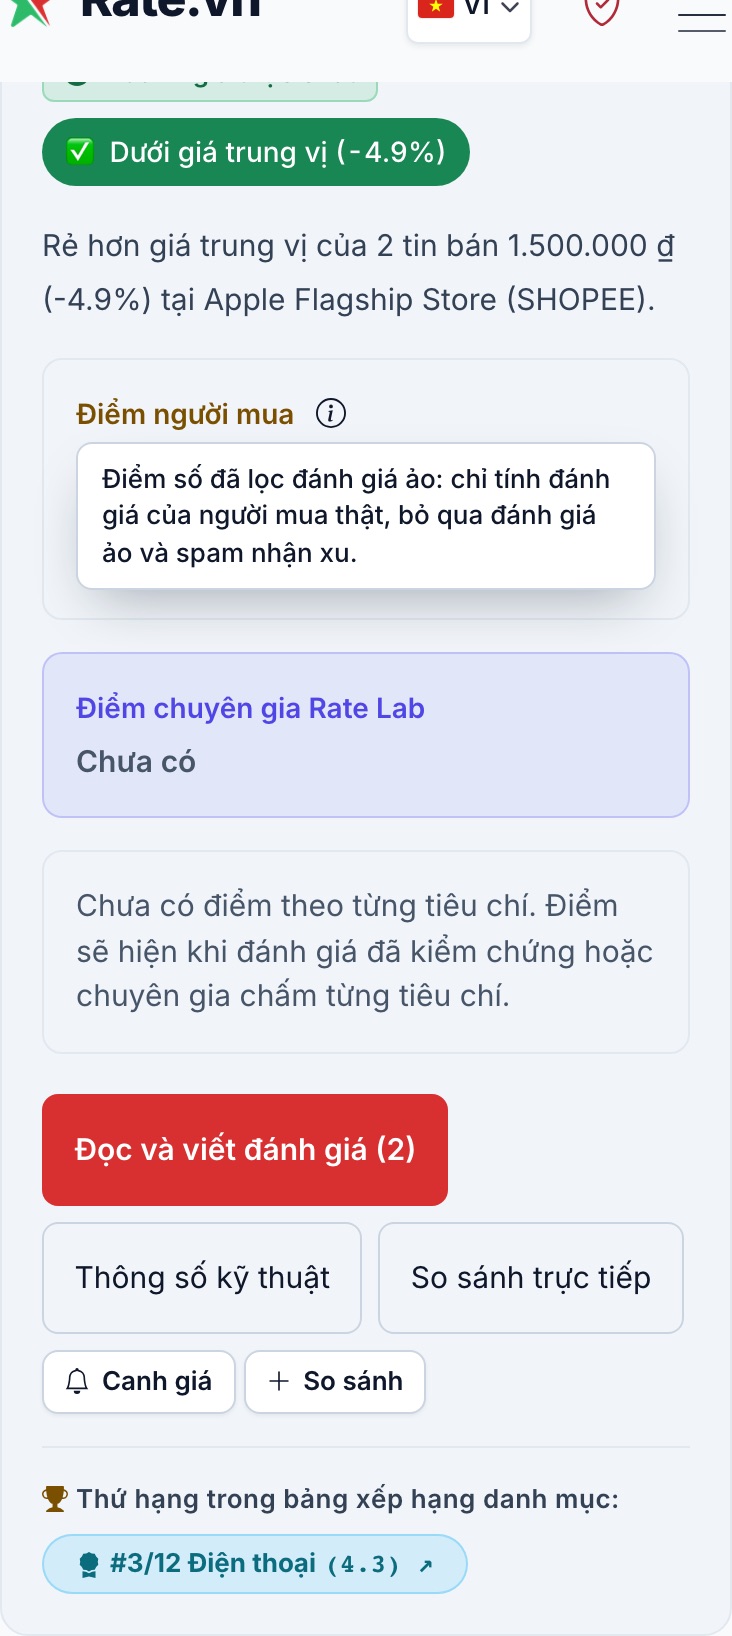 Rate.vn
VI
✅ Dưới giá trung vị (-4.9%)
Rẻ hơn giá trung vị của 2 tin bán 1.500.000 ₫
(-4.9%) tại Apple Flagship Store (SHOPEE).
Điểm người mua
Điểm số đã lọc đánh giá ảo: chỉ tính đánh
giá của người mua thật, bỏ qua đánh giá
ảo và spam nhận xu.
Điểm chuyên gia Rate Lab
Chưa có
Chưa có điểm theo từng tiêu chí. Điểm
sẽ hiện khi đánh giá đã kiểm chứng hoặc
chuyên gia chấm từng tiêu chí.
Đọc và viết đánh giá (2)
Thông số kỹ thuật
So sánh trực tiếp
Canh giá
+ So sánh
Thứ hạng trong bảng xếp hạng danh mục:
#3/12 Điện thoại (4.3) ↗